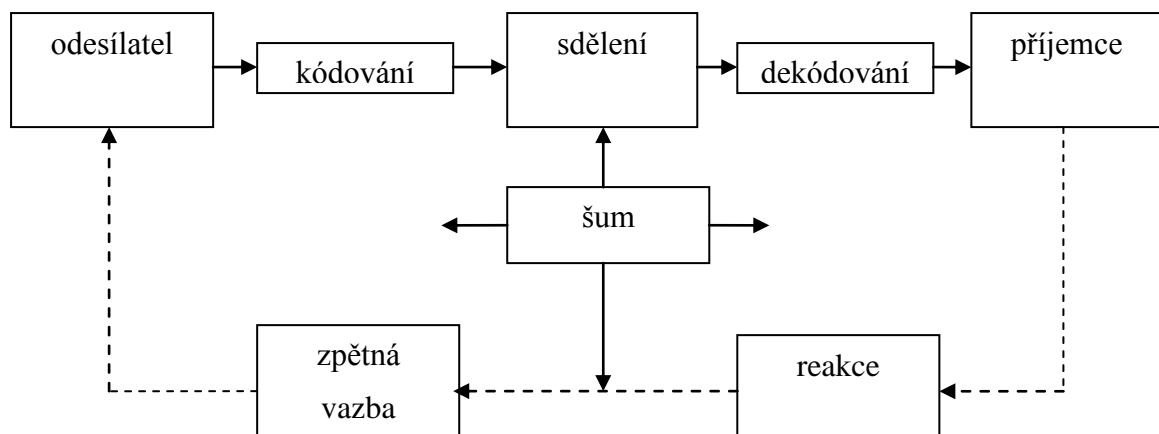 odesílatel
kódování
sdělení
dekódování
příjemce
šum
zpětná
vazba
reakce